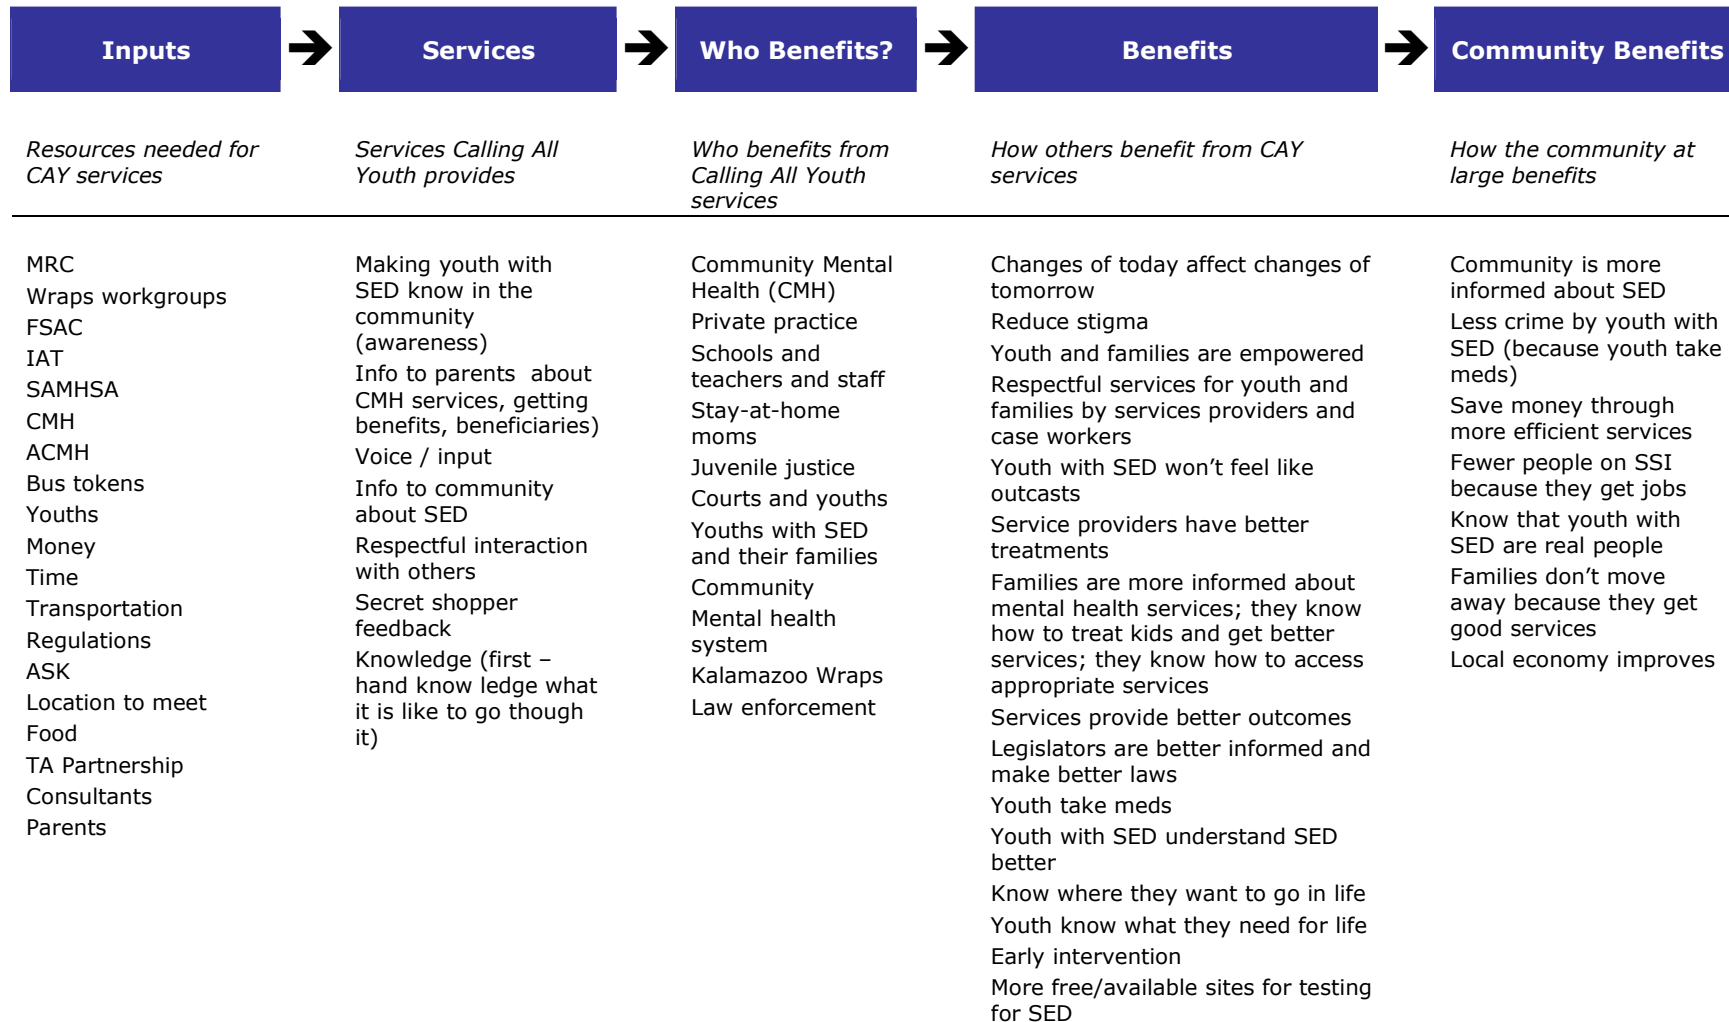 Inputs
Services
Who Benefits?
Benefits
Community Benefits
Resources needed for
CAY services
Services Calling All
Youth provides
Who benefits from
Calling All Youth
services
How others benefit from CAY
services
How the community at
large benefits
MRC
Wraps workgroups
FSAC
IAT
SAMHSA
CMH
ACMH
Bus tokens
Youths
Money
Time
Transportation
Regulations
ASK
Location to meet
Food
TA Partnership
Consultants
Parents
Making youth with
SED know in the
community
(awareness)
Info to parents  about
CMH services, getting
benefits, beneficiaries)
Voice / input
Info to community
about SED
Respectful interaction
with others
Secret shopper
feedback
Knowledge (first –
hand know ledge what
it is like to go though
it)
Community Mental
Health (CMH)
Private practice
Schools and
teachers and staff
Stay-at-home
moms
Juvenile justice
Courts and youths
Youths with SED
and their families
Community
Mental health
system
Kalamazoo Wraps
Law enforcement
Changes of today affect changes of
tomorrow
Reduce stigma
Youth and families are empowered
Respectful services for youth and
families by services providers and
case workers
Youth with SED won’t feel like
outcasts
Service providers have better
treatments
Families are more informed about
mental health services; they know
how to treat kids and get better
services; they know how to access
appropriate services
Services provide better outcomes
Legislators are better informed and
make better laws
Youth take meds
Youth with SED understand SED
better
Know where they want to go in life
Youth know what they need for life
Early intervention
More free/available sites for testing
for SED
Community is more
informed about SED
Less crime by youth with
SED (because youth take
meds)
Save money through
more efficient services
Fewer people on SSI
because they get jobs
Know that youth with
SED are real people
Families don’t move
away because they get
good services
Local economy improves